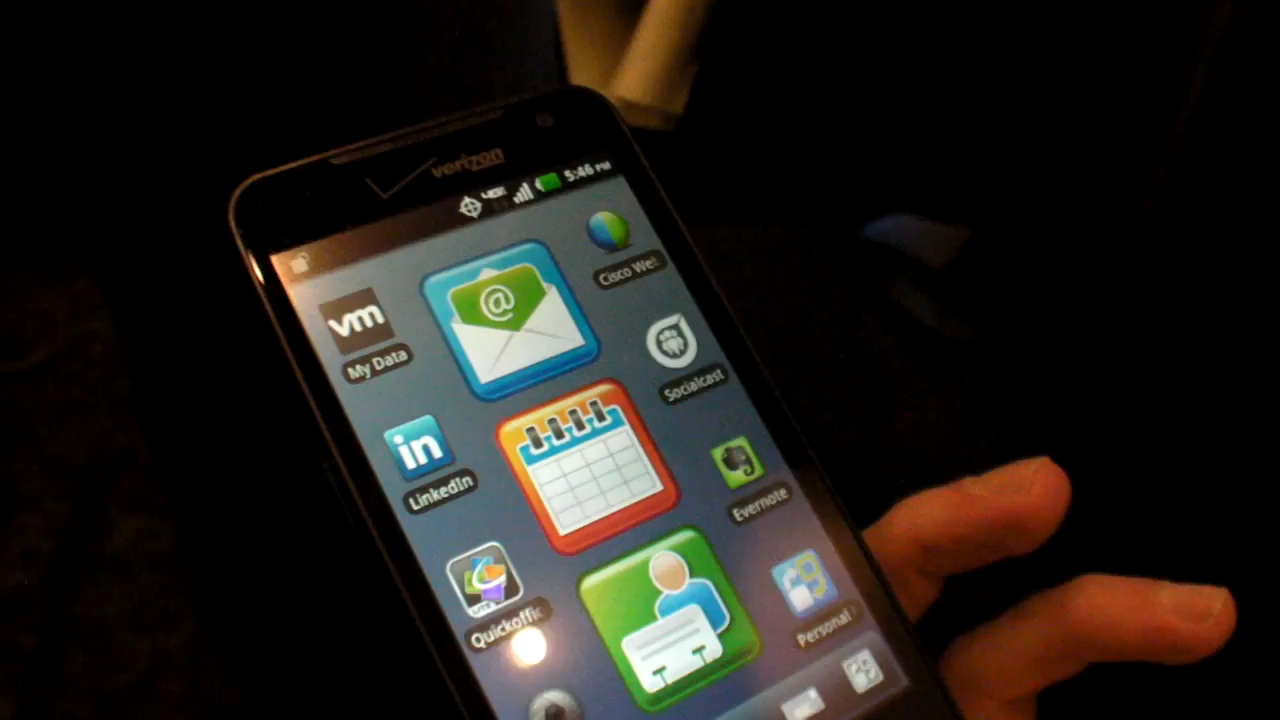 verizon
5:46 PM
@
Cisco We
vm
My Data
Socialcast
in
LinkedIn
Evernote
Quickoffic
Personal